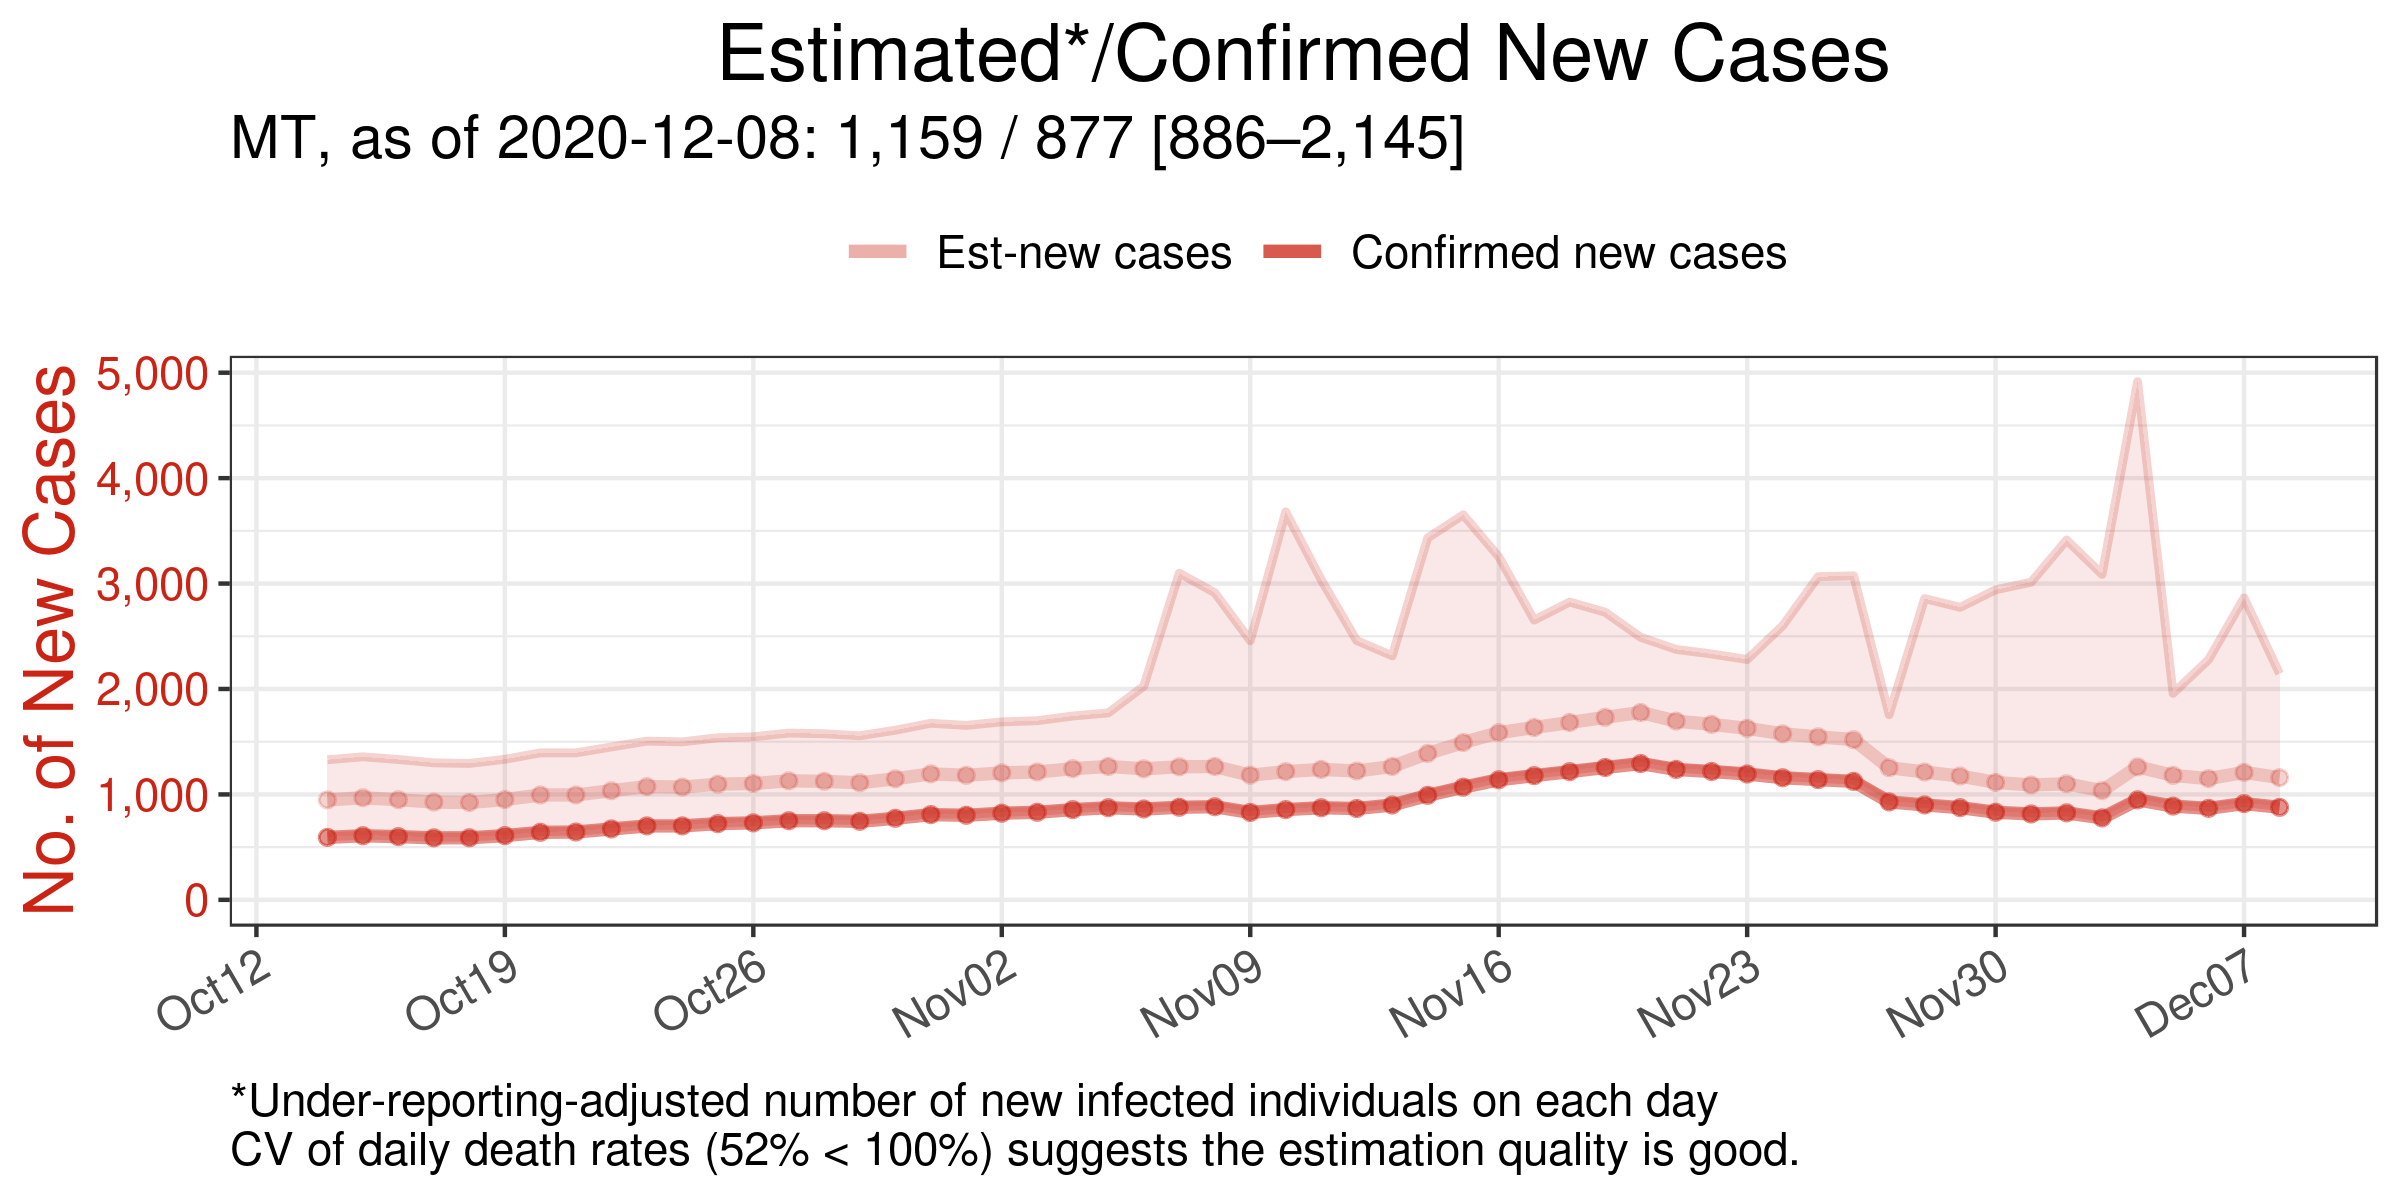 Estimated*/Confirmed New Cases
MT, as of 2020-12-08: 1,159 / 877 [886–2,145]
Est-new cases
Confirmed new cases
No. of New Cases
5,000
4,000
3,000
2,000
1,000
0
Oct12
Oct19
Oct26
Nov02
Nov09
Nov16
Nov23
Nov30
Dec07
*Under-reporting-adjusted number of new infected individuals on each day
CV of daily death rates (52% < 100%) suggests the estimation quality is good.